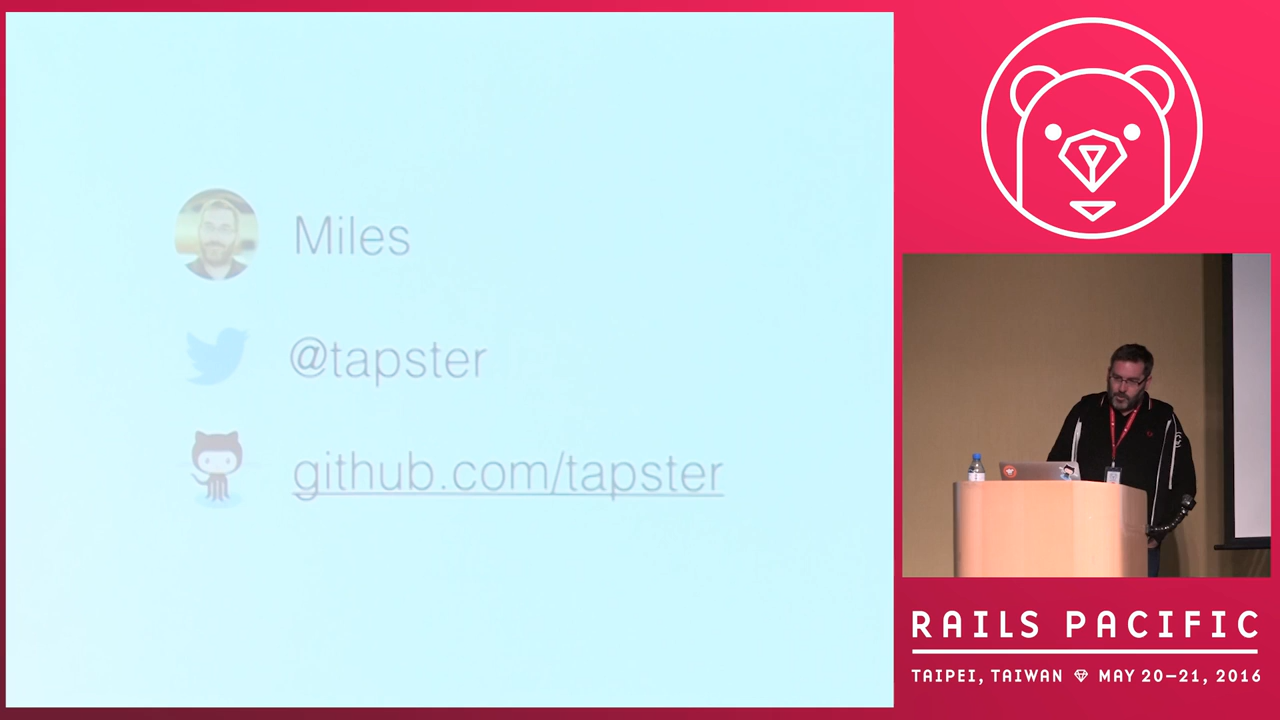 Miles
@tapster
github.com/tapster
RAILS PACIFIC
TAIPEI, TAIWAN MAY 20–21, 2016